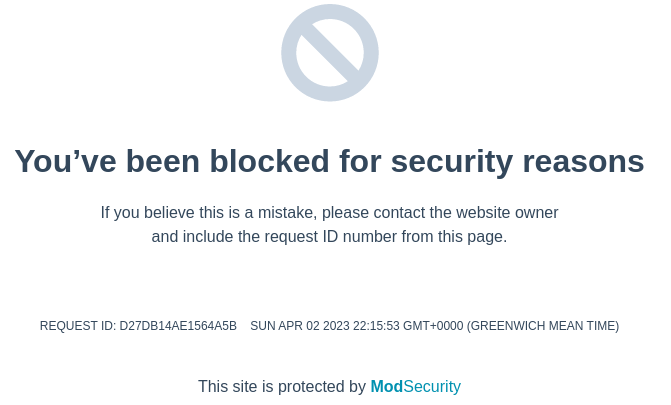 You’ve been blocked for security reasons
If you believe this is a mistake, please contact the website owner
and include the request ID number from this page.
REQUEST ID: D27DB14AE1564A5B SUN APR 02 2023 22:15:53 GMT+0000 (GREENWICH MEAN TIME)
This site is protected by ModSecurity